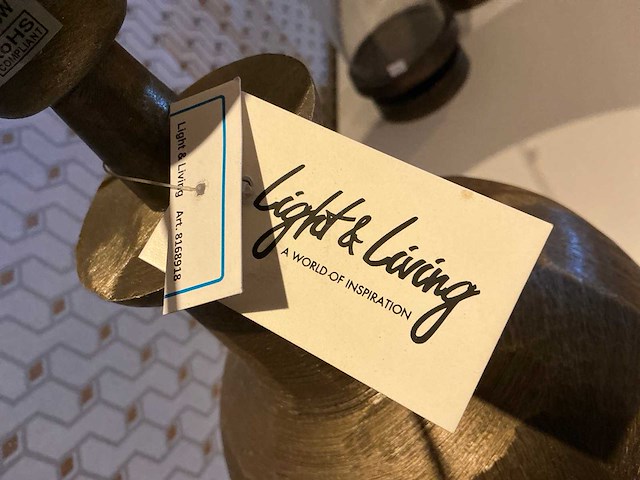 RoHS
COMPLIANT
Light & Living Art. 8168918
Light & Living
A WORLD OF INSPIRATION